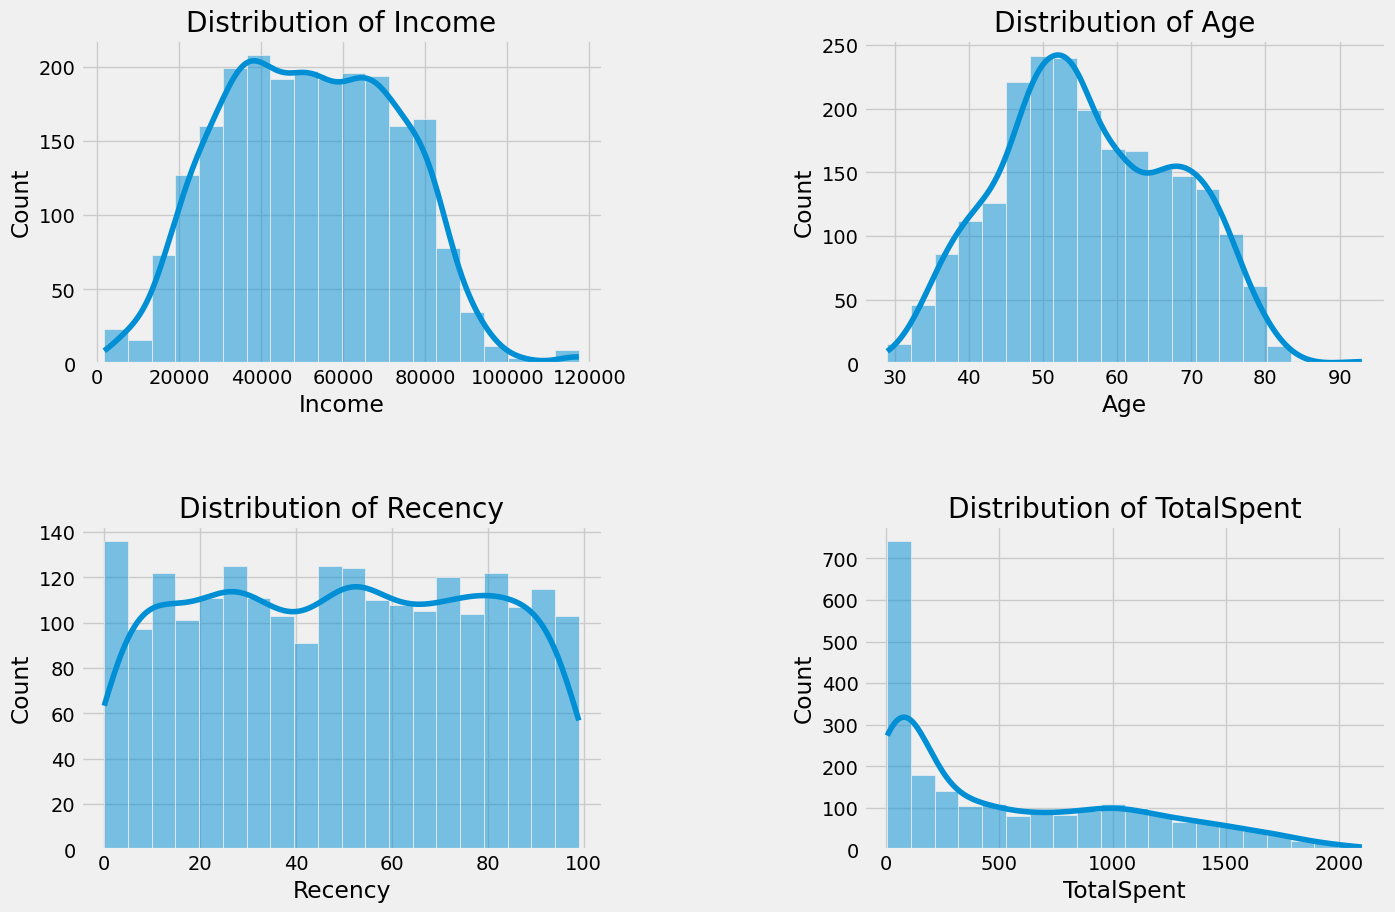 Distribution of Income
Distribution of Age
200
150
100
50
0
Count
0 20000 40000 60000 80000 100000 120000
Income
250
200
150
100
50
0
Count
30 40 50 60 70 80 90
Age
Distribution of Recency
Distribution of TotalSpent
140
120
100
80
60
40
20
0
Count
0 20 40 60 80 100
Recency
700
600
500
400
300
200
100
0
Count
0 500 1000 1500 2000
TotalSpent